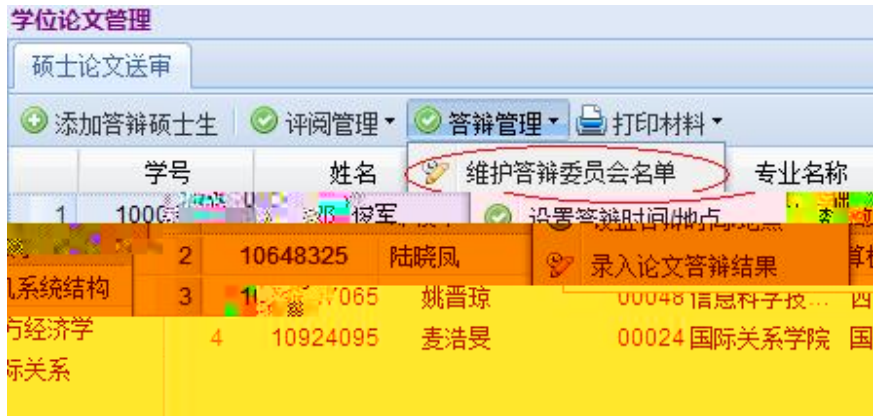 学位论文管理
硕士论文送审
添加答辩硕士生 评阅管理 答辩管理 打印材料
学号 姓名 维护答辩委员会名单 专业名称
1 俊军 设置答辩时间/地点
2 10648325 陆晓凤 录入论文答辩结果
系统结构 3 7065 姚晋琼 00048 信息科学技... 四
经济学 4 10924095 麦浩旻 00024 国际关系学院 国
关系